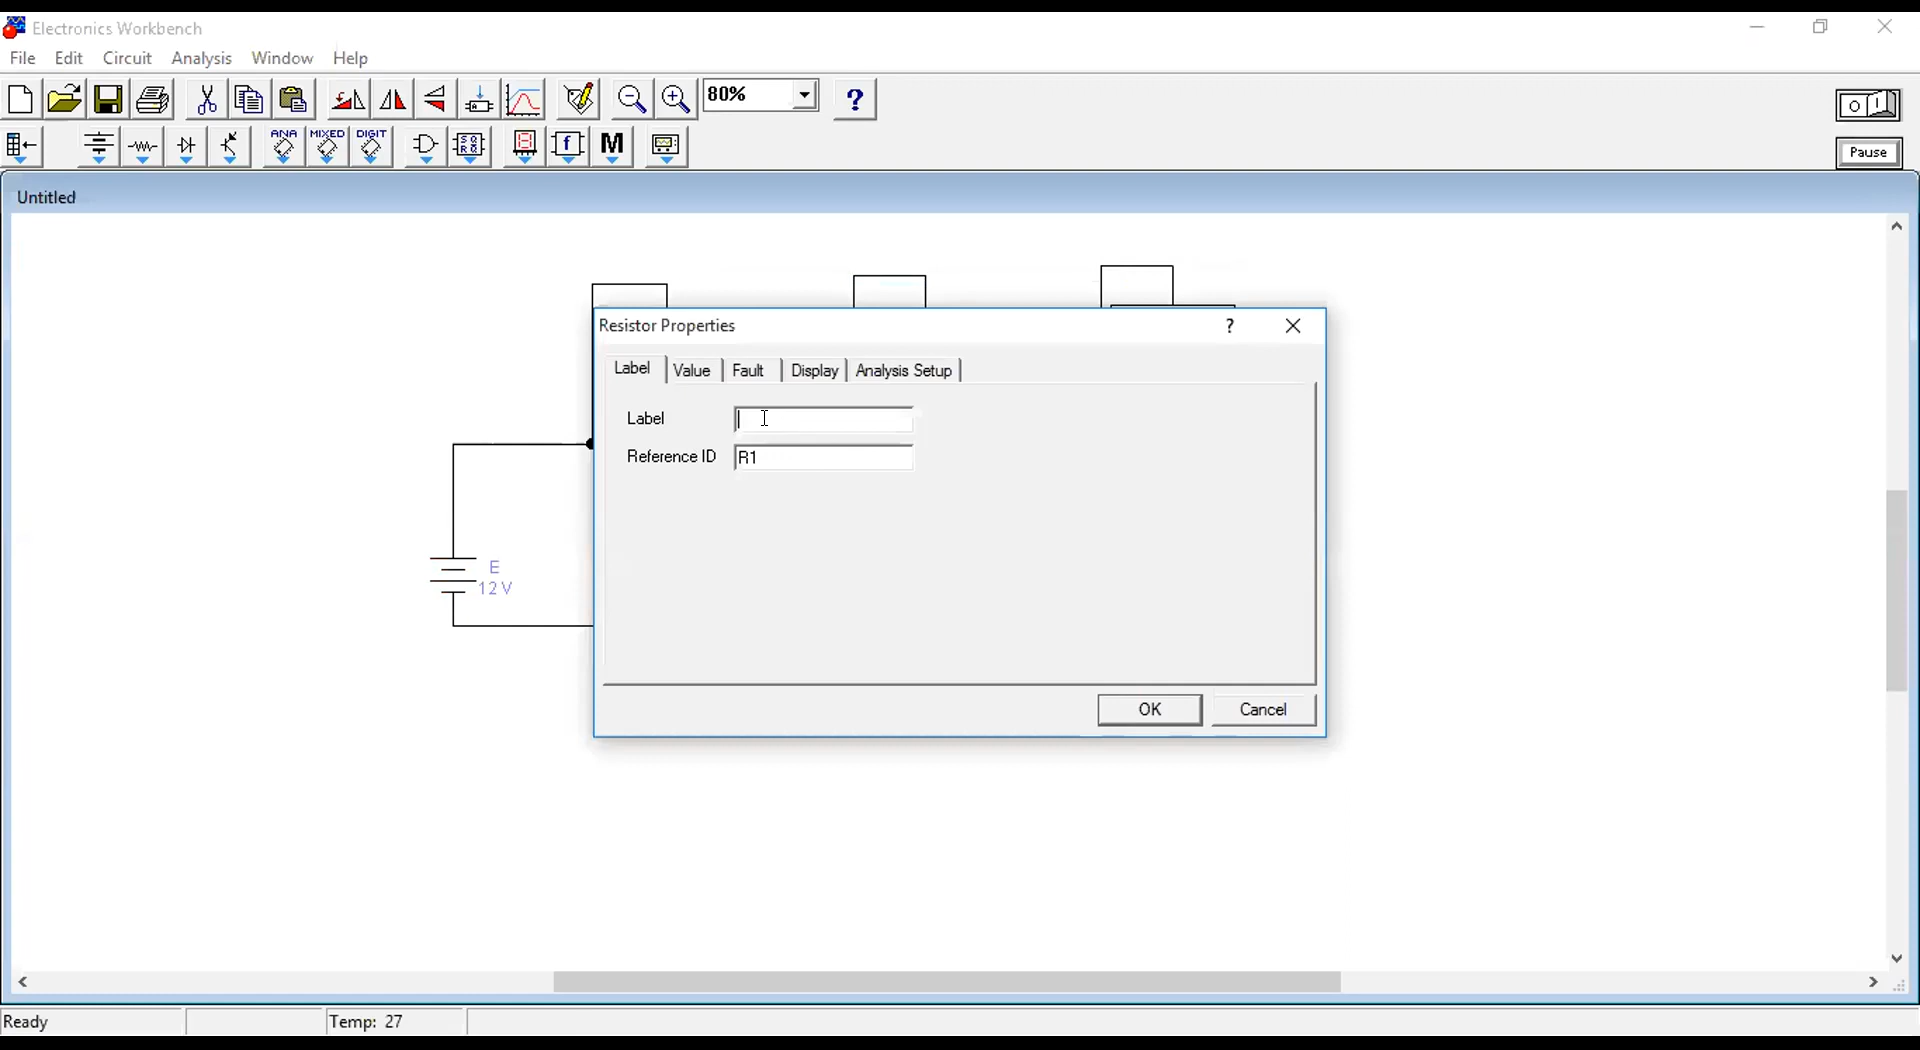 Electronics Workbench
File Edit Circuit Analysis Window Help
80% ?
ANA MIXED DIGIT f M
Pause
Untitled
Resistor Properties ?
Label Value Fault Display Analysis Setup
Label
Reference ID R1
E
12 V
OK Cancel
Ready Temp: 27